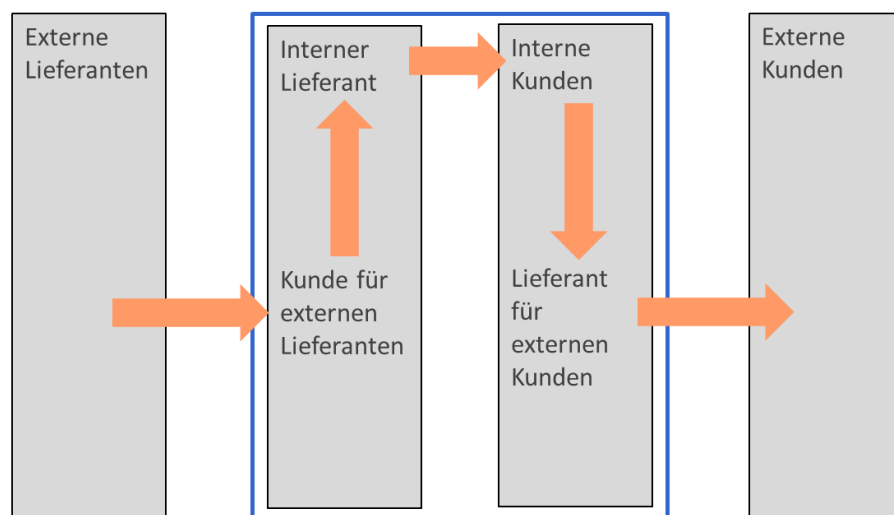 Externe
Lieferanten
Interner
Lieferant
Kunde für
externen
Lieferanten
Interne
Kunden
Lieferant
für
externen
Kunden
Externe
Kunden